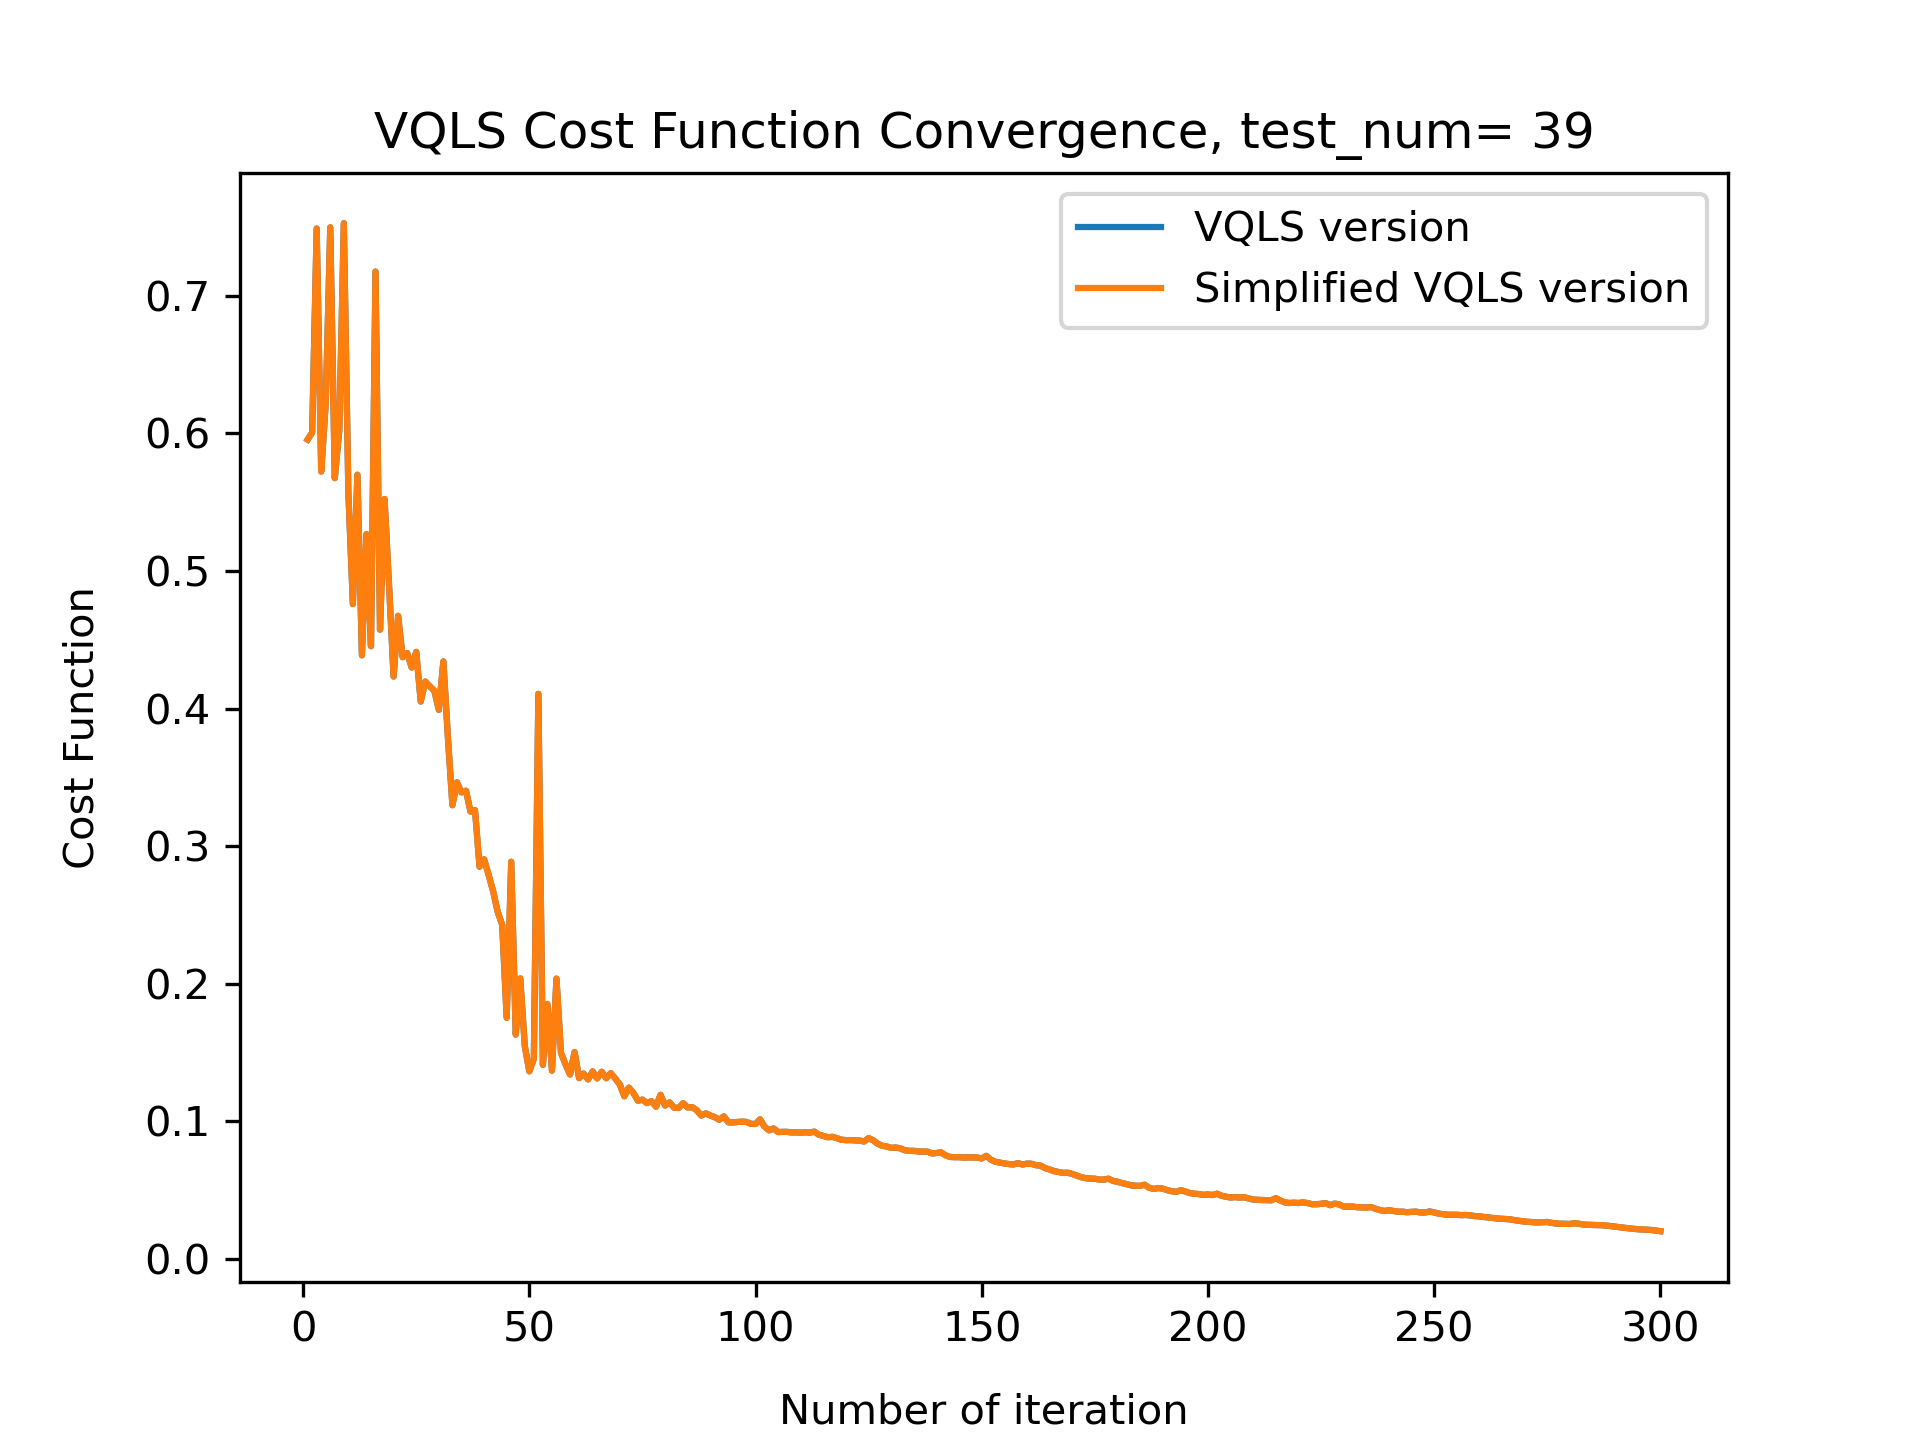 VQLS Cost Function Convergence, test_num= 39
VQLS version
Simplified VQLS version
Cost Function
0.7
0.6
0.5
0.4
0.3
0.2
0.1
0.0
0 50 100 150 200 250 300
Number of iteration